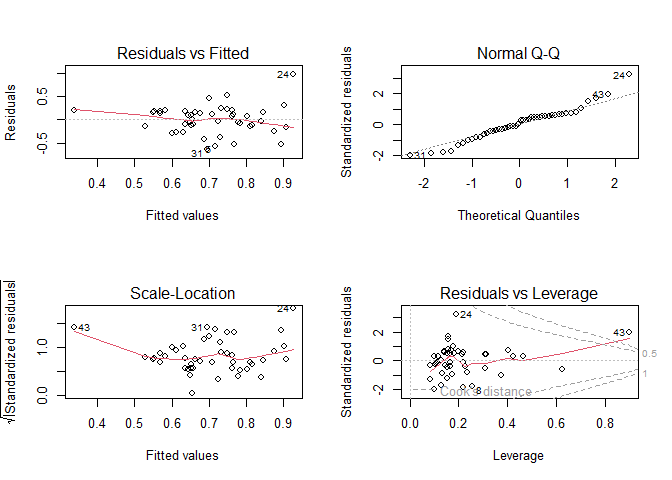 Residuals vs Fitted
Residuals
-0.5 0.5
24
31
0.4 0.5 0.6 0.7 0.8 0.9
Fitted values
Normal Q-Q
Standardized residuals
-2 0 2
24
43
31
-2 -1 0 1 2
Theoretical Quantiles
Scale-Location
√|Standardized residuals|
0.0 1.0
24
43
31
0.4 0.5 0.6 0.7 0.8 0.9
Fitted values
Residuals vs Leverage
Standardized residuals
-2 0 2
24
43
0.5
1
8
Cook's distance
0.0 0.2 0.4 0.6 0.8
Leverage